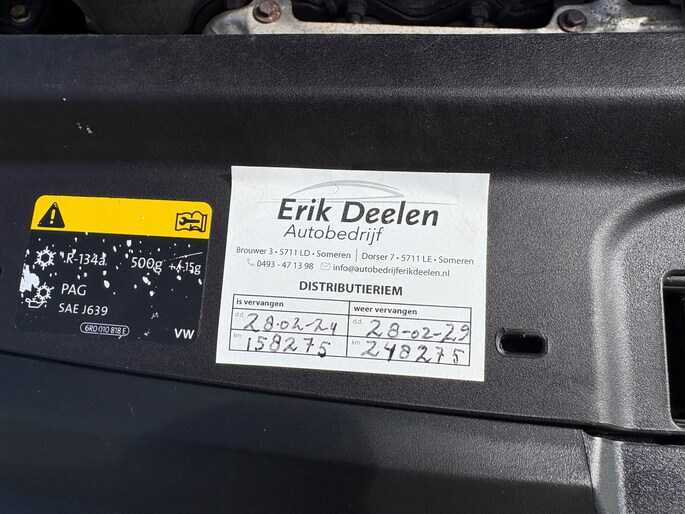 R-134a 500g +/-15g
PAG
SAE J639
6R0 010 818 E
VW
Erik Deelen
Autobedrijf
Brouwer 3 • 5711 LD • Someren | Dorser 7 • 5711 LE • Someren
0493 - 47 13 98 info@autobedrijferikdeelen.nl
DISTRIBUTIERIEM
is vervangen weer vervangen
d.d. 28-02-24 d.d. 28-02-29
km 158275 km 248275